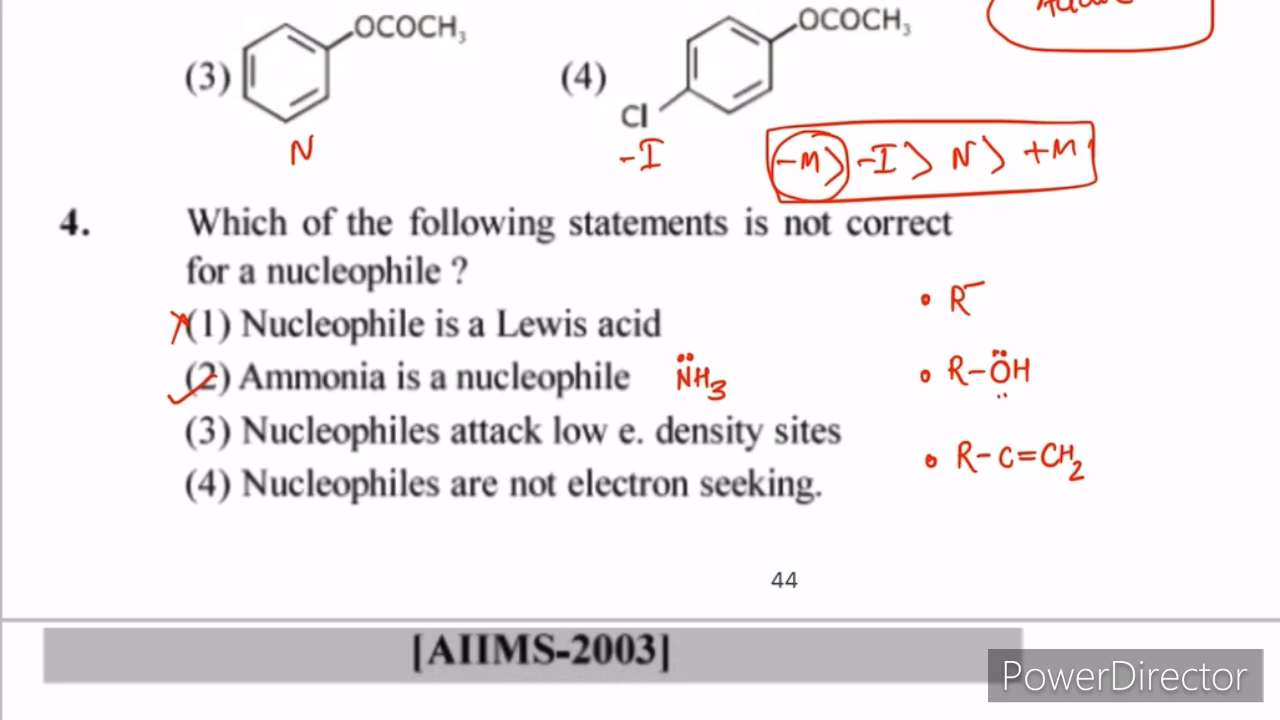 OCOCH₃
(3)
N
OCOCH₃
(4)
Cl
-I
-M > -I > N > +M
4. Which of the following statements is not correct
for a nucleophile ?
(1) Nucleophile is a Lewis acid
(2) Ammonia is a nucleophile N̈H₃
(3) Nucleophiles attack low e. density sites
(4) Nucleophiles are not electron seeking.
• R⁻
• R-ÖH
• R-C=CH₂
44
[AIIMS-2003]
PowerDirector